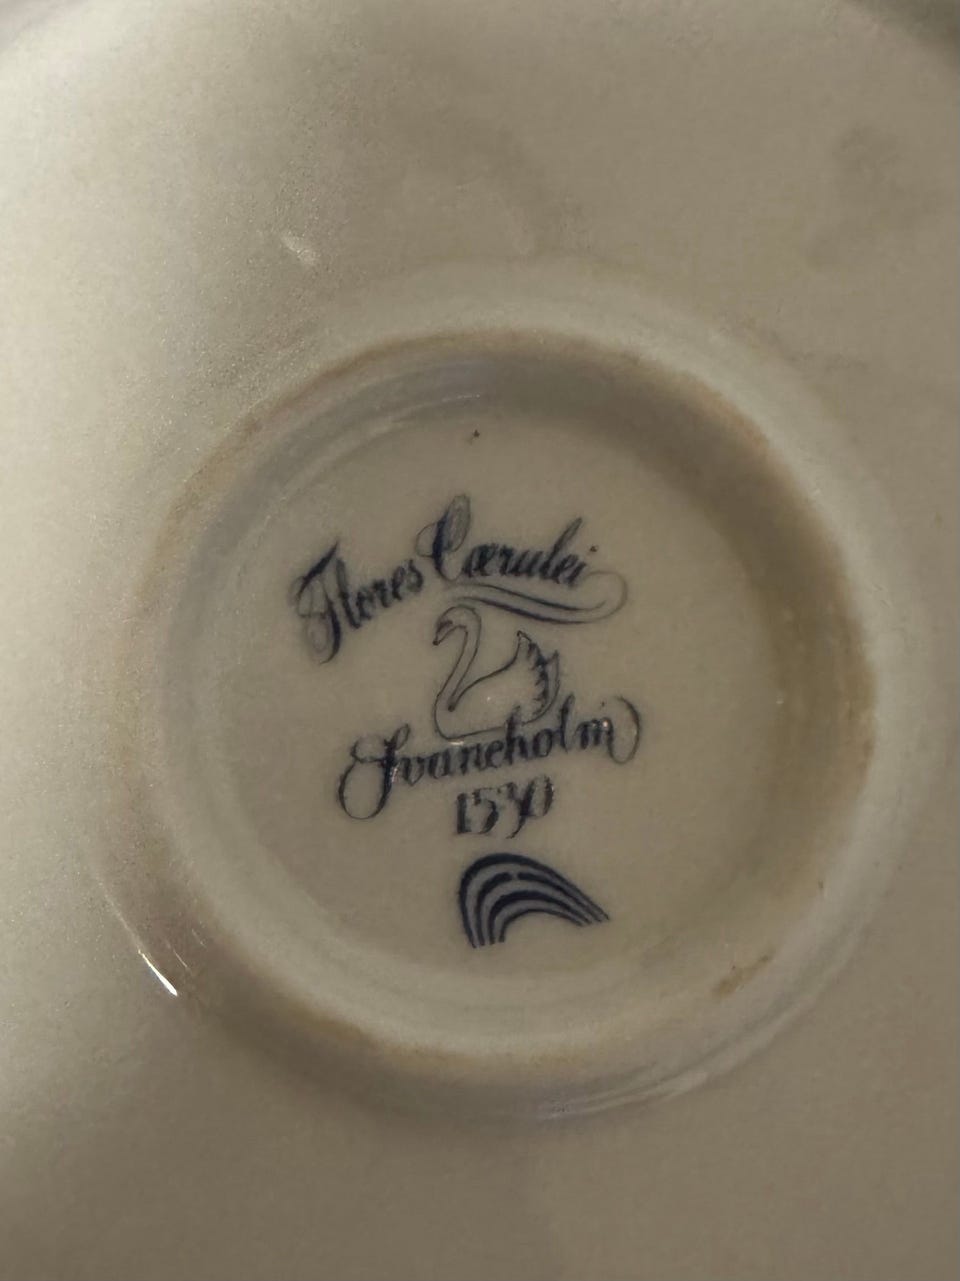 Flores Cærulei
Svaneholm
1530